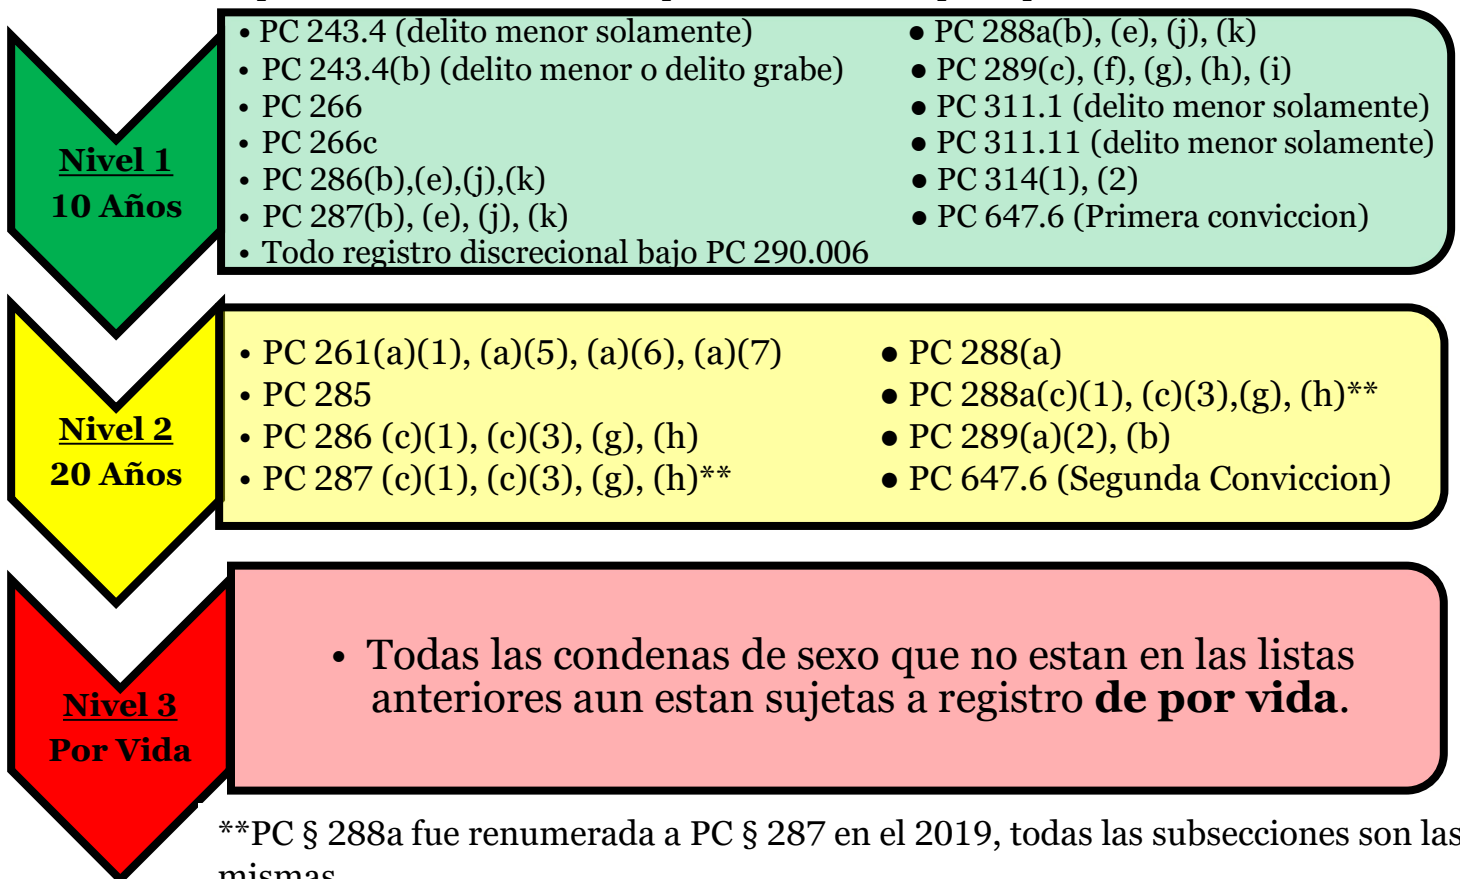 Nivel 1
10 Años
• PC 243.4 (delito menor solamente)
• PC 243.4(b) (delito menor o delito grabe)
• PC 266
• PC 266c
• PC 286(b),(e),(j),(k)
• PC 287(b), (e), (j), (k)
• Todo registro discrecional bajo PC 290.006
● PC 288a(b), (e), (j), (k)
● PC 289(c), (f), (g), (h), (i)
● PC 311.1 (delito menor solamente)
● PC 311.11 (delito menor solamente)
● PC 314(1), (2)
● PC 647.6 (Primera conviccion)
Nivel 2
20 Años
• PC 261(a)(1), (a)(5), (a)(6), (a)(7)
• PC 285
• PC 286 (c)(1), (c)(3), (g), (h)
• PC 287 (c)(1), (c)(3), (g), (h)**
● PC 288(a)
● PC 288a(c)(1), (c)(3),(g), (h)**
● PC 289(a)(2), (b)
● PC 647.6 (Segunda Conviccion)
Nivel 3
Por Vida
• Todas las condenas de sexo que no estan en las listas
anteriores aun estan sujetas a registro de por vida.
**PC § 288a fue renumerada a PC § 287 en el 2019, todas las subsecciones son las
mismas